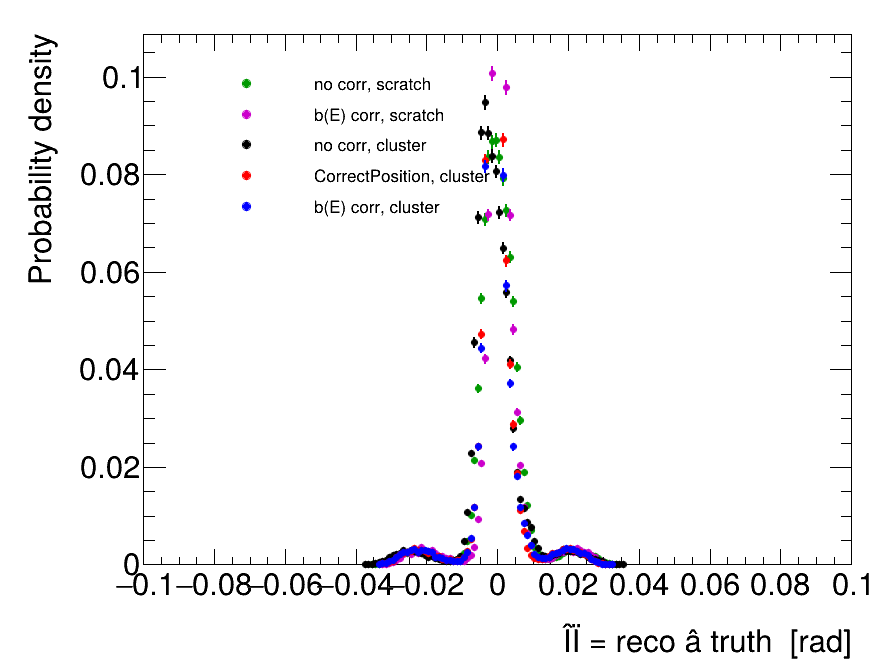 Probability density
no corr, scratch
b(E) corr, scratch
no corr, cluster
CorrectPosition, cluster
b(E) corr, cluster
0.1
0.08
0.06
0.04
0.02
0
−0.1 −0.08 −0.06 −0.04 −0.02 0 0.02 0.04 0.06 0.08 0.1
ÎÏ = reco â truth [rad]